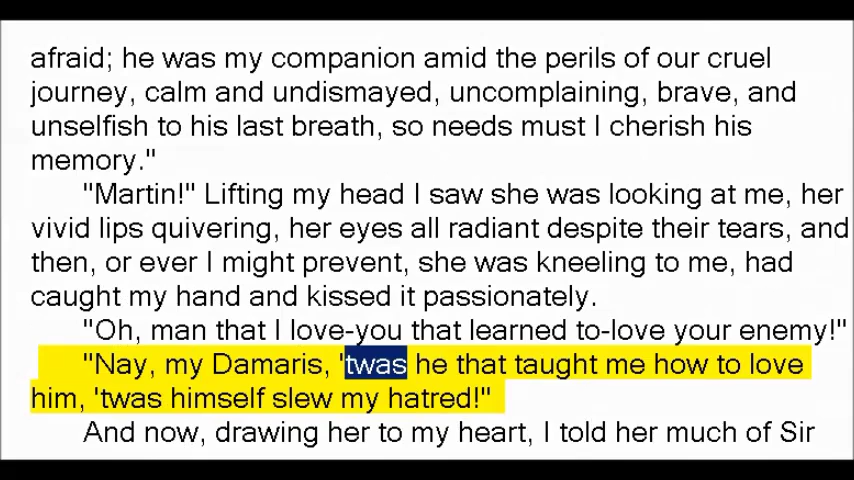 afraid; he was my companion amid the perils of our cruel
journey, calm and undismayed, uncomplaining, brave, and
unselfish to his last breath, so needs must I cherish his
memory."
"Martin!" Lifting my head I saw she was looking at me, her
vivid lips quivering, her eyes all radiant despite their tears, and
then, or ever I might prevent, she was kneeling to me, had
caught my hand and kissed it passionately.
"Oh, man that I love-you that learned to-love your enemy!"
"Nay, my Damaris, 'twas he that taught me how to love
him, 'twas himself slew my hatred!"
And now, drawing her to my heart, I told her much of Sir